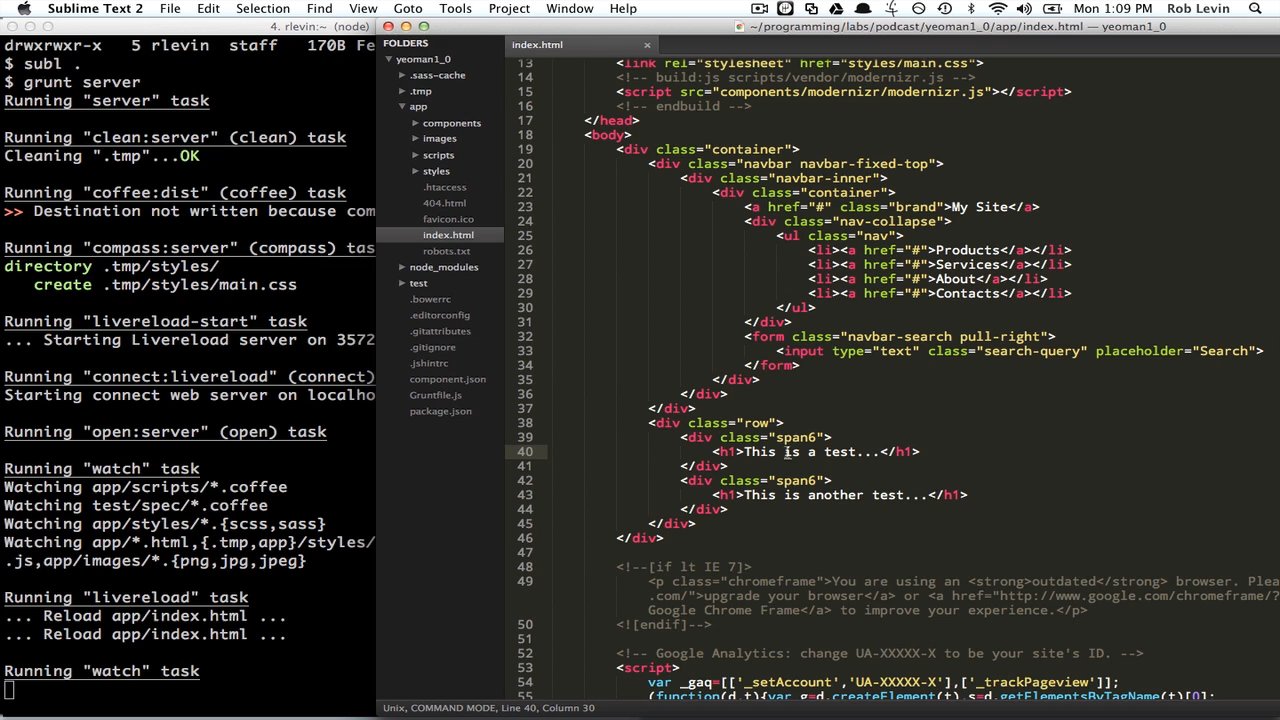 Sublime Text 2 File Edit Selection Find View Goto Tools Project Window Help Mon 1:09 PM Rob Levin
4. rlevin: ~ (node)
drwxrwxr-x 5 rlevin staff 170B Fe
$ subl .
$ grunt server
Running "server" task
Running "clean:server" (clean) task
Cleaning ".tmp"...OK
Running "coffee:dist" (coffee) task
>> Destination not written because com
Running "compass:server" (compass) tas
directory .tmp/styles/
create .tmp/styles/main.css
Running "livereload-start" task
... Starting Livereload server on 3572
Running "connect:livereload" (connect)
Starting connect web server on localho
Running "open:server" (open) task
Running "watch" task
Watching app/scripts/*.coffee
Watching test/spec/*.coffee
Watching app/styles/*.{scss,sass}
Watching app/*.html,{.tmp,app}/styles/
.js,app/images/*.{png,jpg,jpeg}
Running "livereload" task
... Reload app/index.html ...
... Reload app/index.html ...
Running "watch" task
~/programming/labs/podcast/yeoman1_0/app/index.html — yeoman1_0
FOLDERS
yeoman1_0
.sass-cache
.tmp
app
components
images
scripts
styles
.htaccess
404.html
favicon.ico
index.html
robots.txt
node_modules
test
.bowerrc
.editorconfig
.gitattributes
.gitignore
.jshintrc
component.json
Gruntfile.js
package.json
index.html ×
13 <link rel="stylesheet" href="styles/main.css">
14 <!-- build:js scripts/vendor/modernizr.js -->
15 <script src="components/modernizr/modernizr.js"></script>
16 <!-- endbuild -->
17 </head>
18 <body>
19 <div class="container">
20 <div class="navbar navbar-fixed-top">
21 <div class="navbar-inner">
22 <div class="container">
23 <a href="#" class="brand">My Site</a>
24 <div class="nav-collapse">
25 <ul class="nav">
26 <li><a href="#">Products</a></li>
27 <li><a href="#">Services</a></li>
28 <li><a href="#">About</a></li>
29 <li><a href="#">Contacts</a></li>
30 </ul>
31 </div>
32 <form class="navbar-search pull-right">
33 <input type="text" class="search-query" placeholder="Search">
34 </form>
35 </div>
36 </div>
37 </div>
38 <div class="row">
39 <div class="span6">
40 <h1>This is a test...</h1>
41 </div>
42 <div class="span6">
43 <h1>This is another test...</h1>
44 </div>
45 </div>
46 </div>
47
48 <!--[if lt IE 7]>
49 <p class="chromeframe">You are using an <strong>outdated</strong> browser. Plea
.com/">upgrade your browser</a> or <a href="http://www.google.com/chromeframe/?
Google Chrome Frame</a> to improve your experience.</p>
50 <![endif]-->
51
52 <!-- Google Analytics: change UA-XXXXX-X to be your site's ID. -->
53 <script>
54 var _gaq=[['_setAccount','UA-XXXXX-X'],['_trackPageview']];
55 (function(d,t){var g=d.createElement(t),s=d.getElementsByTagName(t)[0];
Unix, COMMAND MODE, Line 40, Column 30